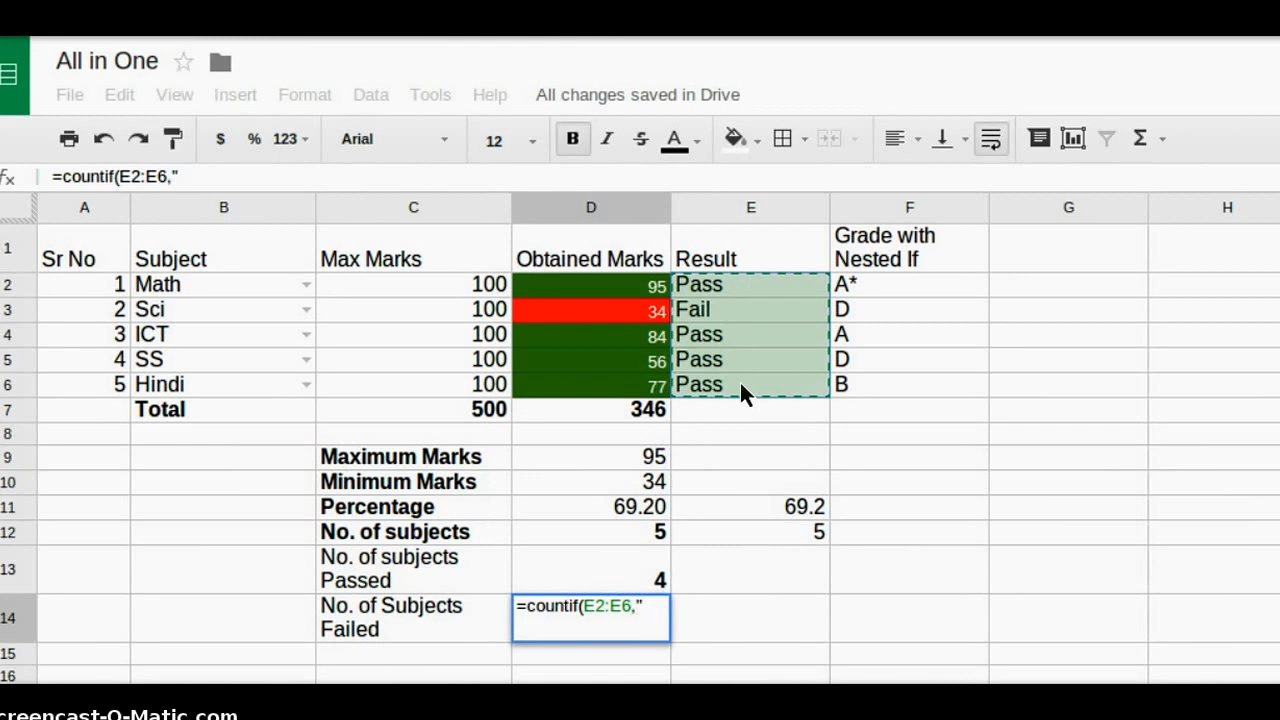 All in One
File Edit View Insert Format Data Tools Help All changes saved in Drive
$ % 123 Arial 12 B I S A Σ
fx =countif(E2:E6,"
A B C D E F G H
1 Sr No Subject Max Marks Obtained Marks Result Grade with Nested If
2 1 Math 100 95 Pass A*
3 2 Sci 100 34 Fail D
4 3 ICT 100 84 Pass A
5 4 SS 100 56 Pass D
6 5 Hindi 100 77 Pass B
7 Total 500 346
8
9 Maximum Marks 95
10 Minimum Marks 34
11 Percentage 69.20 69.2
12 No. of subjects 5 5
13 No. of subjects Passed 4
14 No. of Subjects Failed =countif(E2:E6,"
15
16
creencast-O-Matic.com